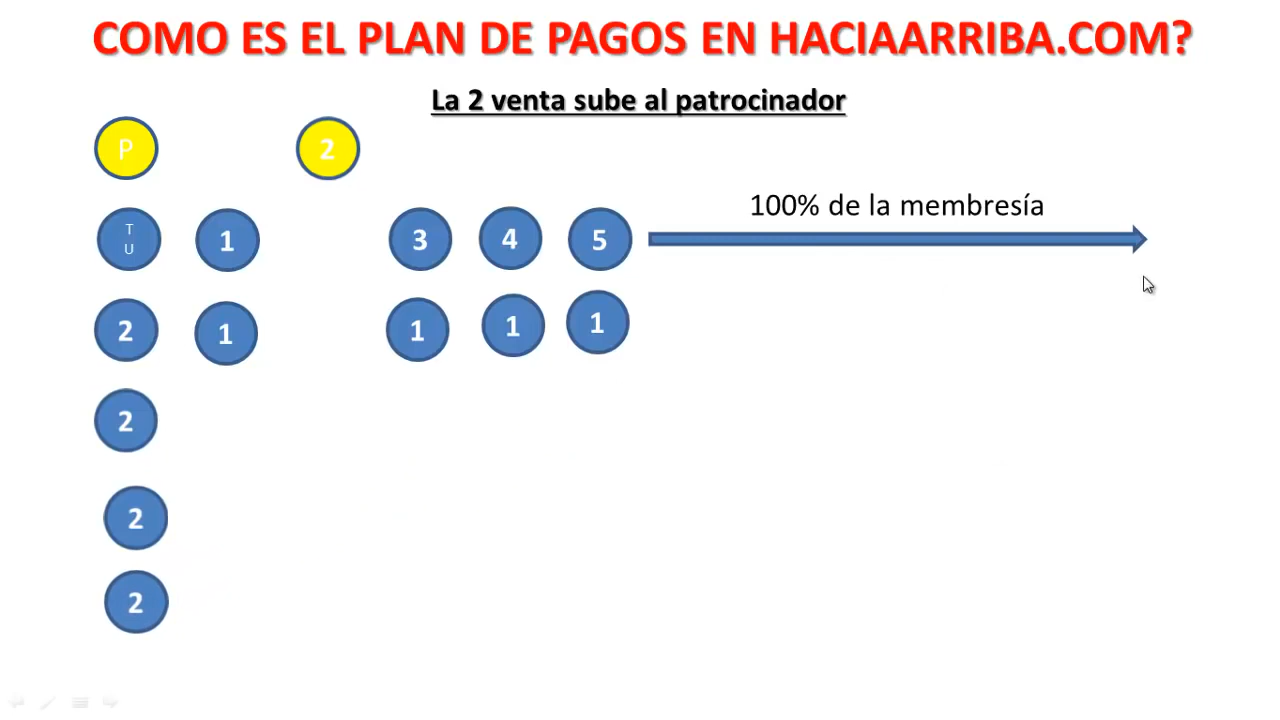 COMO ES EL PLAN DE PAGOS EN HACIAARRIBA.COM?
La 2 venta sube al patrocinador
P 2
100% de la membresía
T U 1 3 4 5
2 1 1 1 1
2
2
2